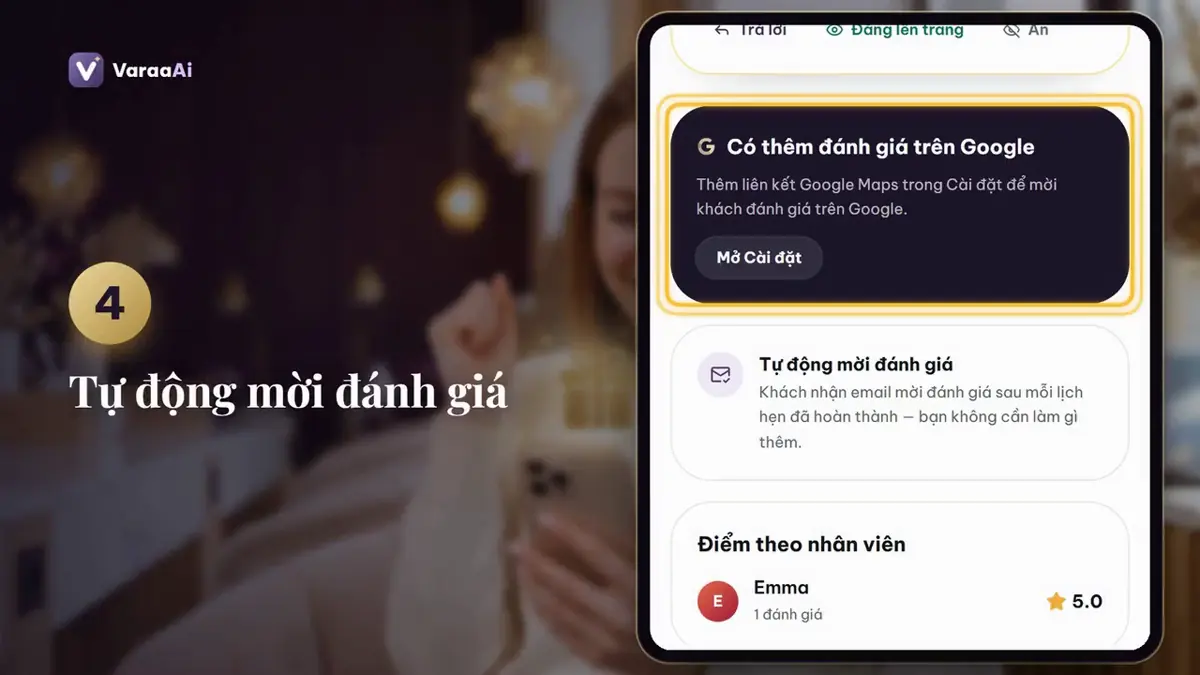 VaraaAi
4
Tự động mời đánh giá
Trả lời
Đăng lên trang
Ẩn
Có thêm đánh giá trên Google
Thêm liên kết Google Maps trong Cài đặt để mời
khách đánh giá trên Google.
Mở Cài đặt
Tự động mời đánh giá
Khách nhận email mời đánh giá sau mỗi lịch
hẹn đã hoàn thành — bạn không cần làm gì
thêm.
Điểm theo nhân viên
E
Emma
5.0
1 đánh giá